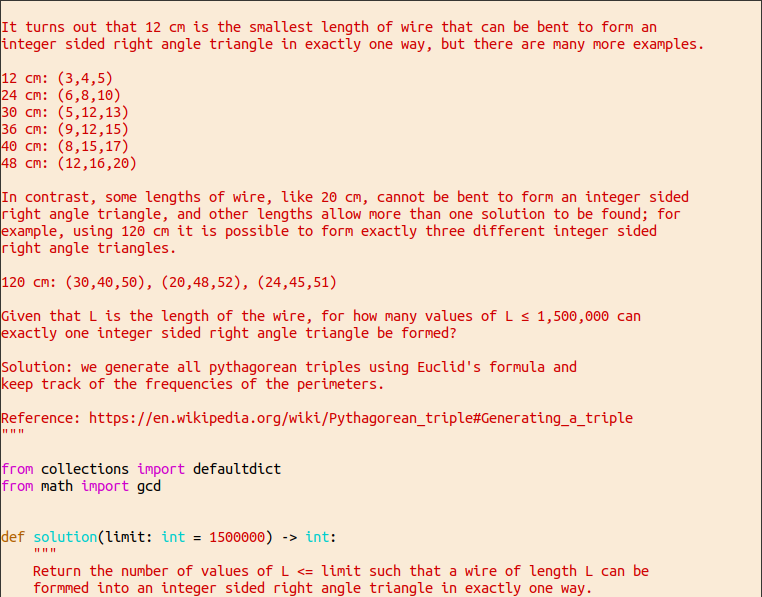 It turns out that 12 cm is the smallest length of wire that can be bent to form an
integer sided right angle triangle in exactly one way, but there are many more examples.

12 cm: (3,4,5)
24 cm: (6,8,10)
30 cm: (5,12,13)
36 cm: (9,12,15)
40 cm: (8,15,17)
48 cm: (12,16,20)

In contrast, some lengths of wire, like 20 cm, cannot be bent to form an integer sided
right angle triangle, and other lengths allow more than one solution to be found; for
example, using 120 cm it is possible to form exactly three different integer sided
right angle triangles.

120 cm: (30,40,50), (20,48,52), (24,45,51)

Given that L is the length of the wire, for how many values of L ≤ 1,500,000 can
exactly one integer sided right angle triangle be formed?

Solution: we generate all pythagorean triples using Euclid's formula and
keep track of the frequencies of the perimeters.

Reference: https://en.wikipedia.org/wiki/Pythagorean_triple#Generating_a_triple
"""

from collections import defaultdict
from math import gcd


def solution(limit: int = 1500000) -> int:
    """
    Return the number of values of L <= limit such that a wire of length L can be
    formmed into an integer sided right angle triangle in exactly one way.